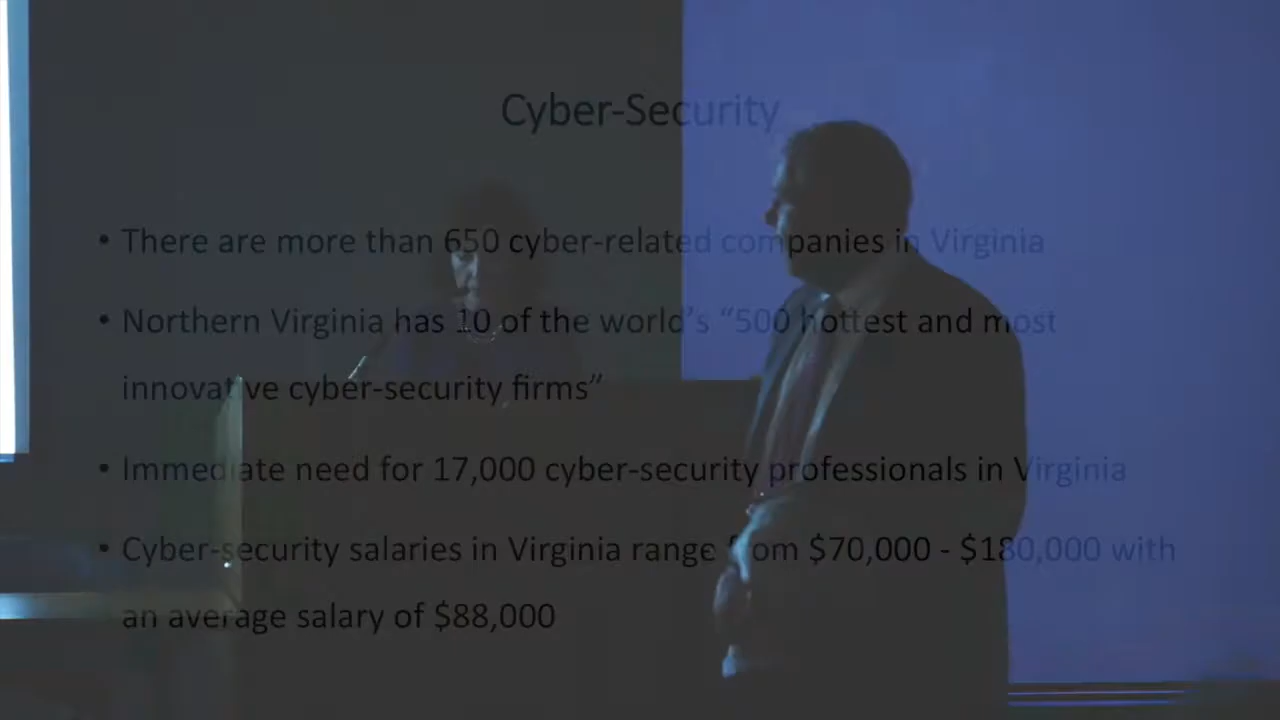 Cyber-Security
• There are more than 650 cyber-related companies in Virginia
• Northern Virginia has 10 of the world's “500 hottest and most
innovative cyber-security firms”
• Immediate need for 17,000 cyber-security professionals in Virginia
• Cyber-security salaries in Virginia range from $70,000 - $180,000 with
an average salary of $88,000